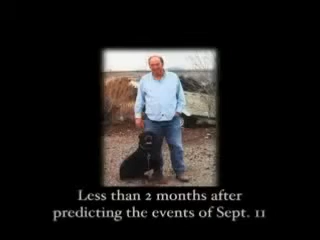 Less than 2 months after
predicting the events of Sept. 11